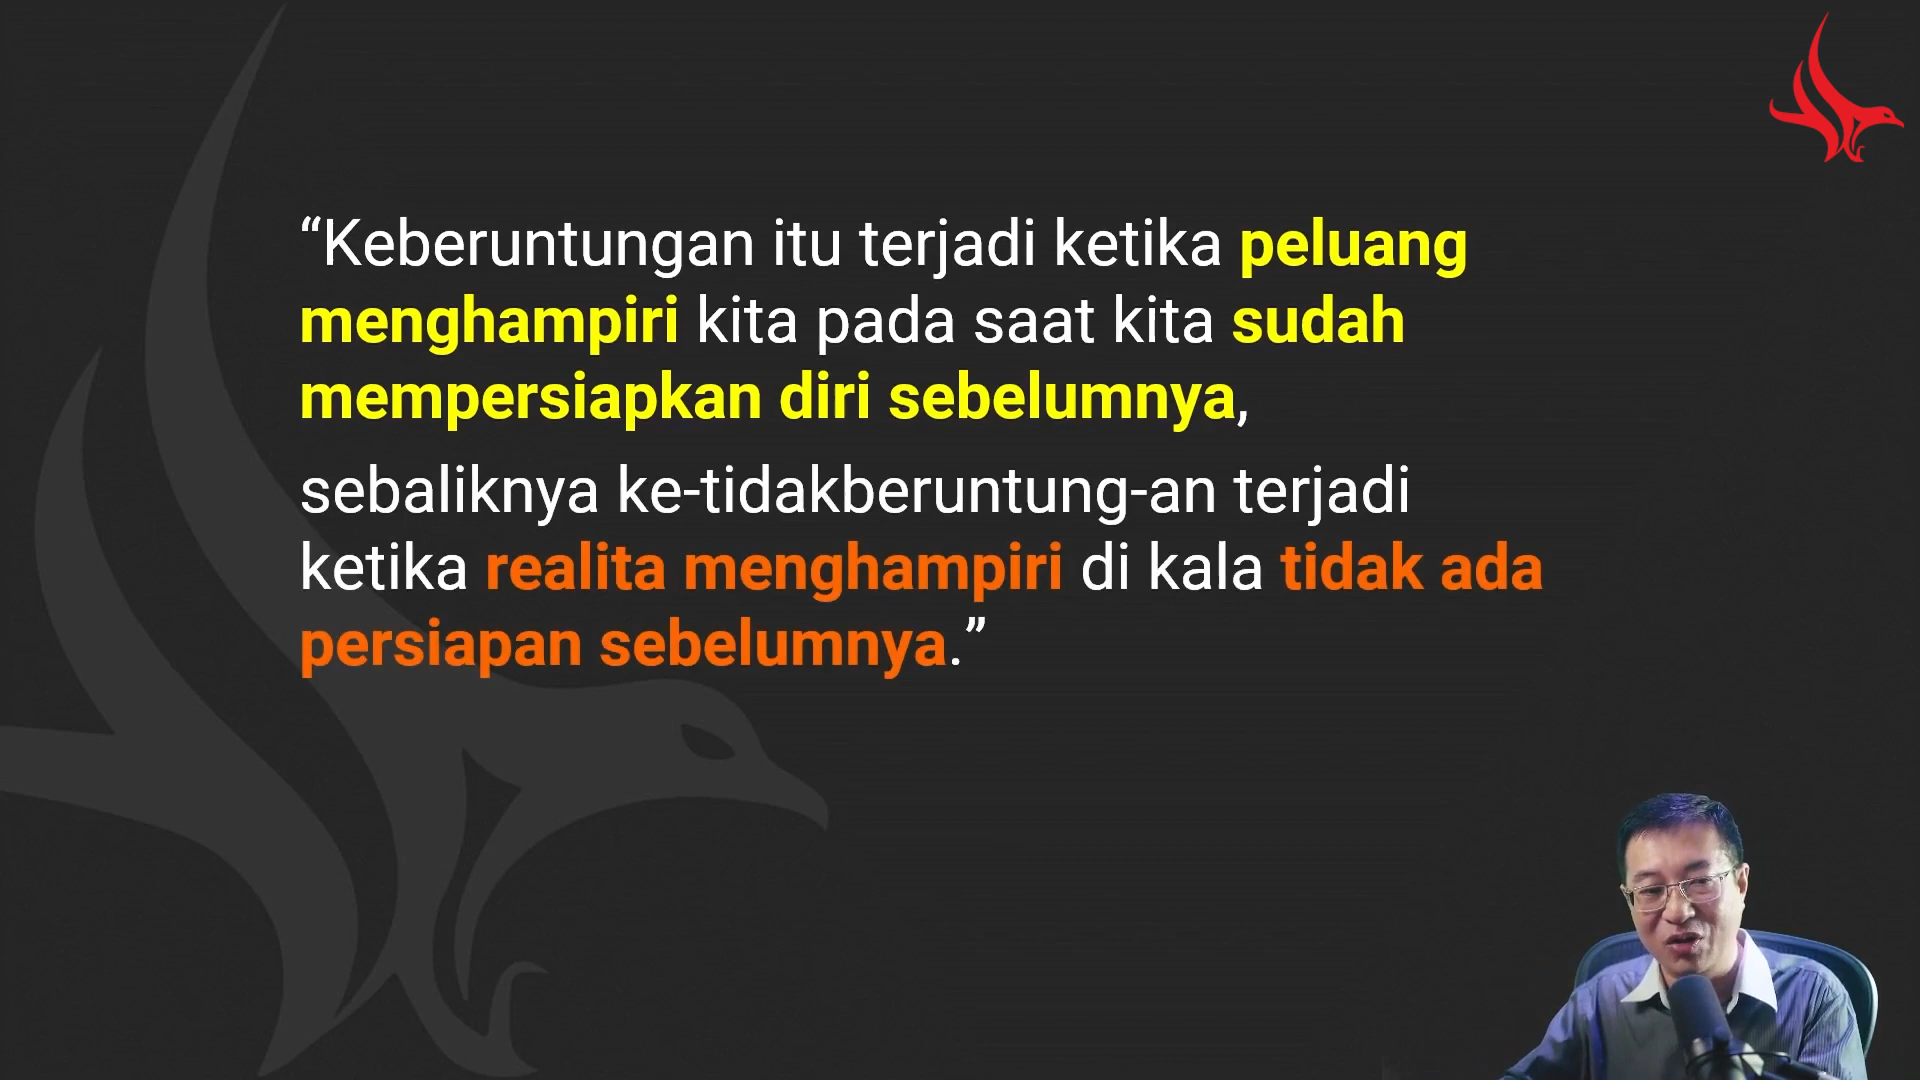 “Keberuntungan itu terjadi ketika peluang
menghampiri kita pada saat kita sudah
mempersiapkan diri sebelumnya,
sebaliknya ke-tidakberuntung-an terjadi
ketika realita menghampiri di kala tidak ada
persiapan sebelumnya.”